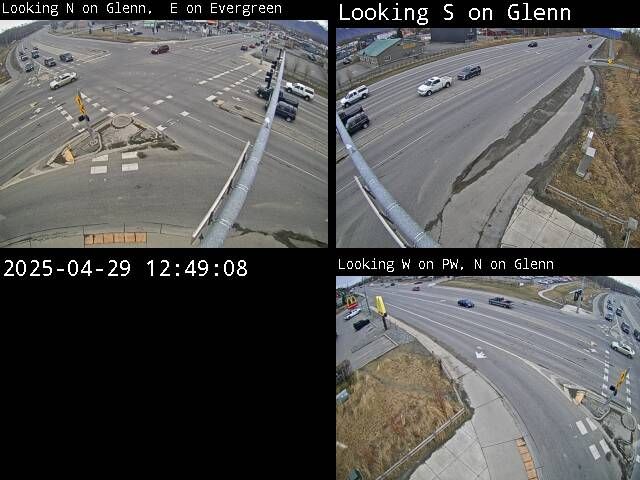 Looking N on Glenn,  E on Evergreen
Looking S on Glenn
2025-04-29 12:49:08
Looking W on PW, N on Glenn